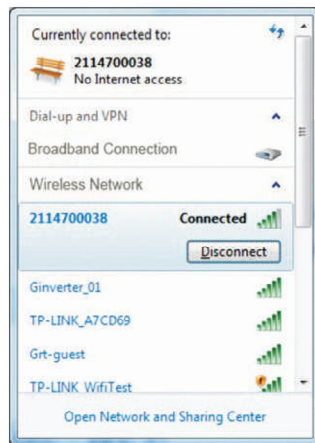 Currently connected to:
2114700038
No Internet access
Dial-up and VPN
Broadband Connection
Wireless Network
2114700038 Connected
Disconnect
Ginverter_01
TP-LINK_A7CD69
Grt-guest
TP-LINK WifiTest
Open Network and Sharing Center